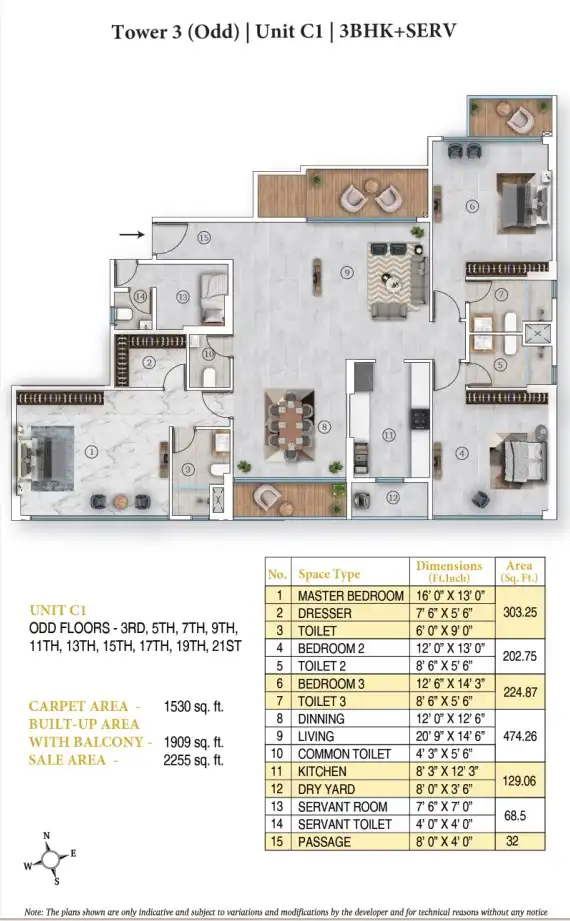 Tower 3 (Odd) | Unit C1 | 3BHK+SERV
6
15
9
14
13
7
10
2
5
8
11
1
3
4
12
No. Space Type Dimensions (Ft.Inch) Area (Sq. Ft.)
1 MASTER BEDROOM 16' 0" X 13' 0" 303.25
2 DRESSER 7' 6" X 5' 6"
3 TOILET 6' 0" X 9' 0"
4 BEDROOM 2 12' 0" X 13' 0" 202.75
5 TOILET 2 8' 6" X 5' 6"
6 BEDROOM 3 12' 6" X 14' 3" 224.87
7 TOILET 3 8' 6" X 5' 6"
8 DINNING 12' 0" X 12' 6" 474.26
9 LIVING 20' 9" X 14' 6"
10 COMMON TOILET 4' 3" X 5' 6"
11 KITCHEN 8' 3" X 12' 3" 129.06
12 DRY YARD 8' 0" X 3' 6"
13 SERVANT ROOM 7' 6" X 7' 0" 68.5
14 SERVANT TOILET 4' 0" X 4' 0"
15 PASSAGE 8' 0" X 4' 0" 32
UNIT C1
ODD FLOORS - 3RD, 5TH, 7TH, 9TH,
11TH, 13TH, 15TH, 17TH, 19TH, 21ST
CARPET AREA - 1530 sq. ft.
BUILT-UP AREA
WITH BALCONY - 1909 sq. ft.
SALE AREA - 2255 sq. ft.
N
E
W
S
Note: The plans shown are only indicative and subject to variations and modifications by the developer and for technical reasons without any notice